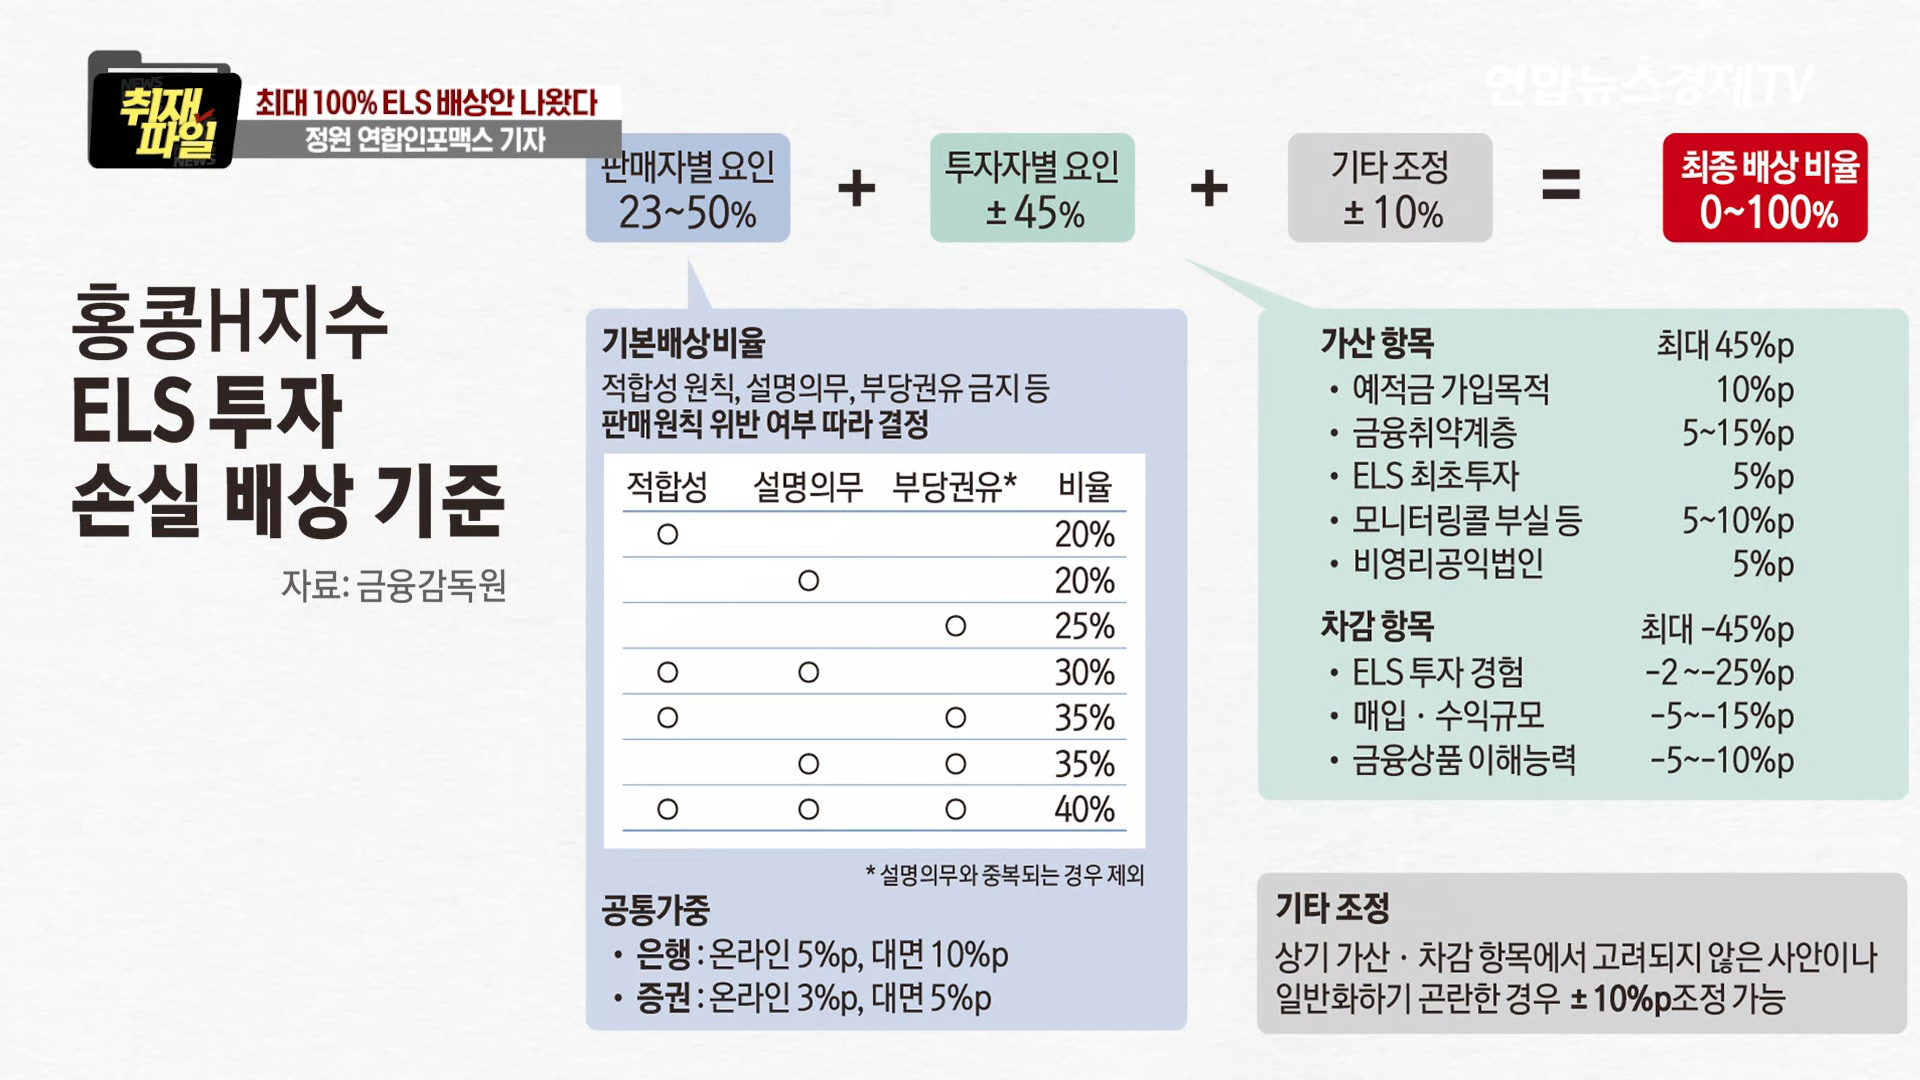 취재
파일
NEWS
NEWS
최대 100% ELS 배상안 나왔다
정원 연합인포맥스 기자
연합뉴스경제TV
홍콩H지수
ELS 투자
손실 배상 기준
자료: 금융감독원
판매자별 요인
23~50%
+
투자자별 요인
±45%
+
기타 조정
±10%
=
최종 배상 비율
0~100%
기본배상비율
적합성 원칙, 설명의무, 부당권유 금지 등
판매원칙 위반 여부 따라 결정
적합성 설명의무 부당권유* 비율
○ 20%
○ 20%
○ 25%
○ ○ 30%
○ ○ 35%
○ ○ 35%
○ ○ ○ 40%
* 설명의무와 중복되는 경우 제외
공통가중
• 은행 : 온라인 5%p, 대면 10%p
• 증권 : 온라인 3%p, 대면 5%p
가산 항목 최대 45%p
• 예적금 가입목적 10%p
• 금융취약계층 5~15%p
• ELS 최초투자 5%p
• 모니터링콜 부실 등 5~10%p
• 비영리공익법인 5%p
차감 항목 최대 -45%p
• ELS 투자 경험 -2~-25%p
• 매입 · 수익규모 -5~-15%p
• 금융상품 이해능력 -5~-10%p
기타 조정
상기 가산 · 차감 항목에서 고려되지 않은 사안이나
일반화하기 곤란한 경우 ±10%p조정 가능